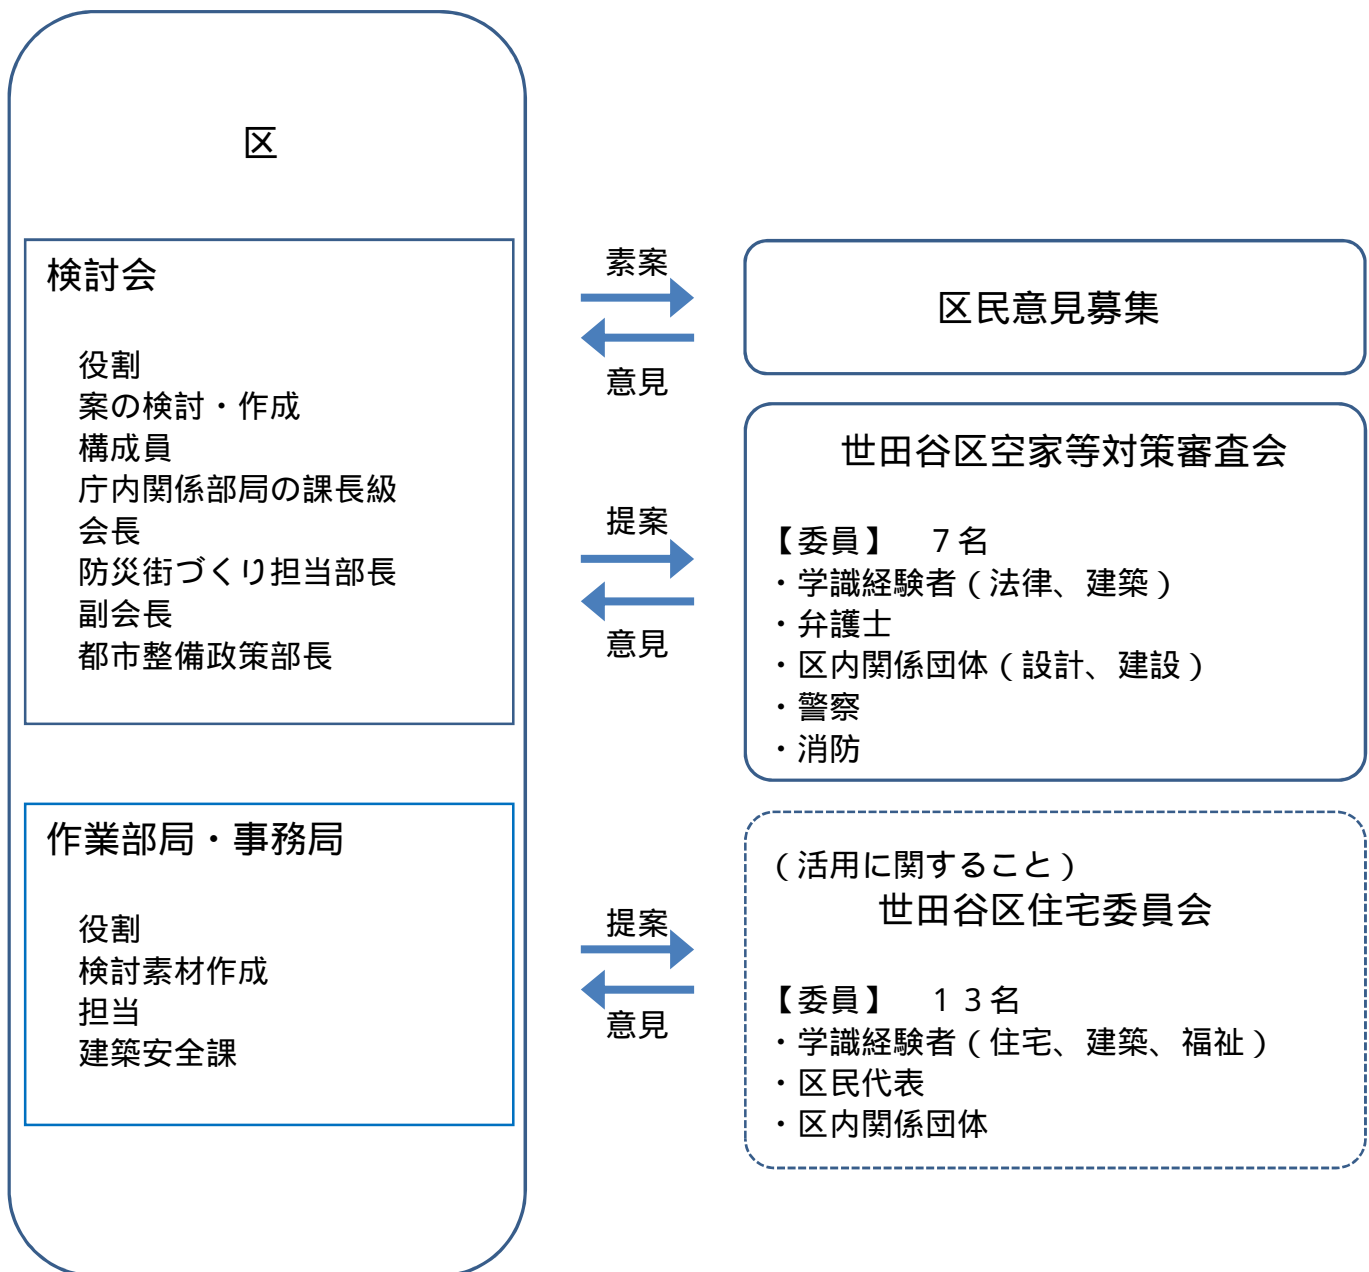 区
検討会
役割
案の検討・作成
構成員
庁内関係部局の課長級
会長
防災街づくり担当部長
副会長
都市整備政策部長
作業部局・事務局
役割
検討素材作成
担当
建築安全課
素案
意見
提案
意見
提案
意見
区民意見募集
世田谷区空家等対策審査会
【委員】　７名
・学識経験者（法律、建築）
・弁護士
・区内関係団体（設計、建設）
・警察
・消防
（活用に関すること）
世田谷区住宅委員会
【委員】　１３名
・学識経験者（住宅、建築、福祉）
・区民代表
・区内関係団体